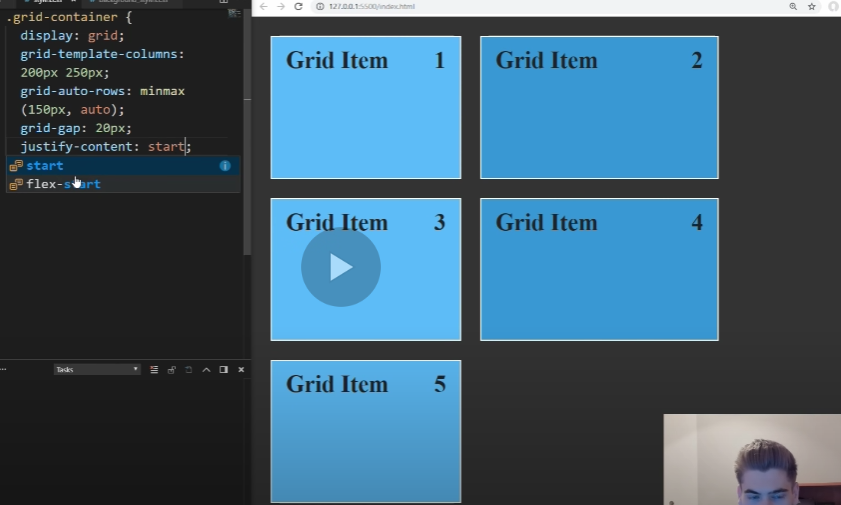 .grid-container {
display: grid;
grid-template-columns:
200px 250px;
grid-auto-rows: minmax
(150px, auto);
grid-gap: 20px;
justify-content: start;
start
flex-start
Tasks
127.0.0.1:5500/index.html
Grid Item 1
Grid Item 2
Grid Item 3
Grid Item 4
Grid Item 5